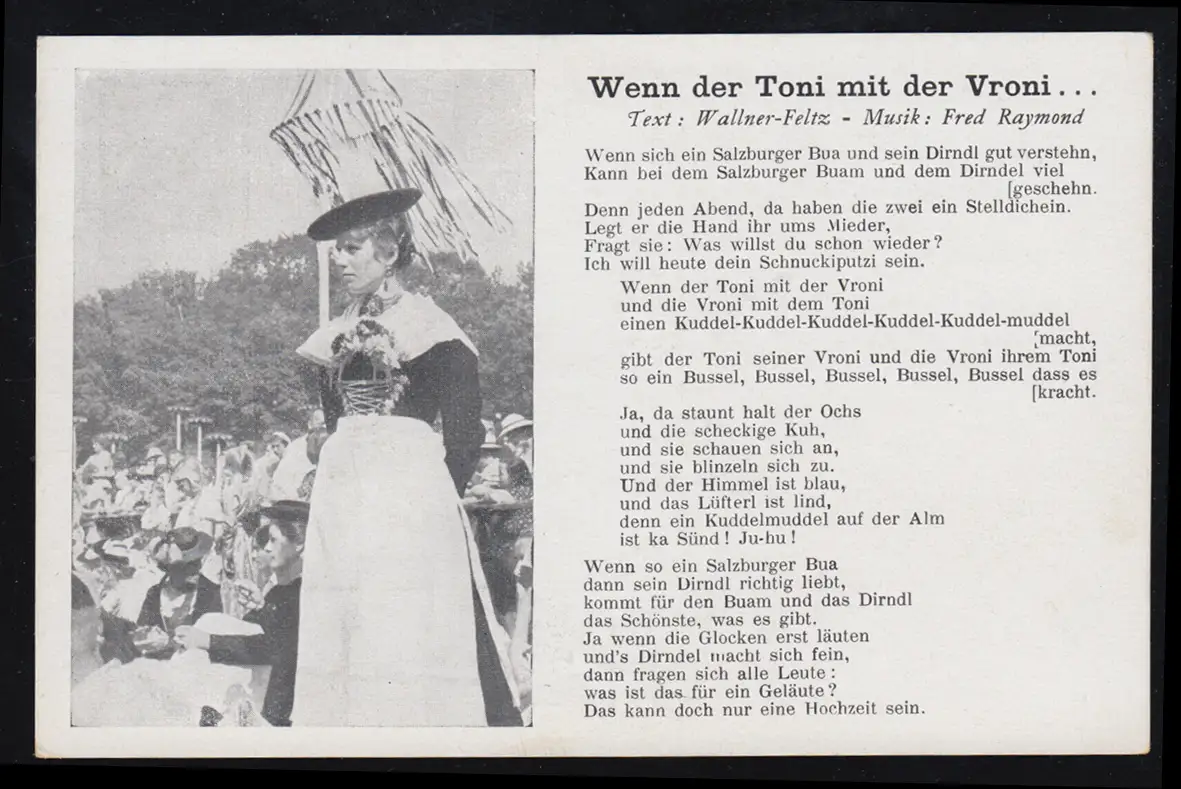 Wenn der Toni mit der Vroni...
Text: Wallner-Feltz - Musik: Fred Raymond
Wenn sich ein Salzburger Bua und sein Dirndl gut verstehn,
Kann bei dem Salzburger Buam und dem Dirndel viel
[geschehn.
Denn jeden Abend, da haben die zwei ein Stelldichein.
Legt er die Hand ihr ums Mieder,
Fragt sie: Was willst du schon wieder?
Ich will heute dein Schnuckiputzi sein.
Wenn der Toni mit der Vroni
und die Vroni mit dem Toni
einen Kuddel-Kuddel-Kuddel-Kuddel-Kuddel-muddel
[macht,
gibt der Toni seiner Vroni und die Vroni ihrem Toni
so ein Bussel, Bussel, Bussel, Bussel, Bussel dass es
[kracht.
Ja, da staunt halt der Ochs
und die scheckige Kuh,
und sie schauen sich an,
und sie blinzeln sich zu.
Und der Himmel ist blau,
und das Lüfterl ist lind,
denn ein Kuddelmuddel auf der Alm
ist ka Sünd! Ju-hu!
Wenn so ein Salzburger Bua
dann sein Dirndl richtig liebt,
kommt für den Buam und das Dirndl
das Schönste, was es gibt.
Ja wenn die Glocken erst läuten
und's Dirndel macht sich fein,
dann fragen sich alle Leute:
was ist das für ein Geläute?
Das kann doch nur eine Hochzeit sein.